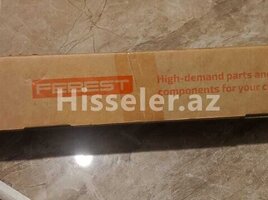 FEBEST
High-demand parts and
components for your c
Hisseler.az